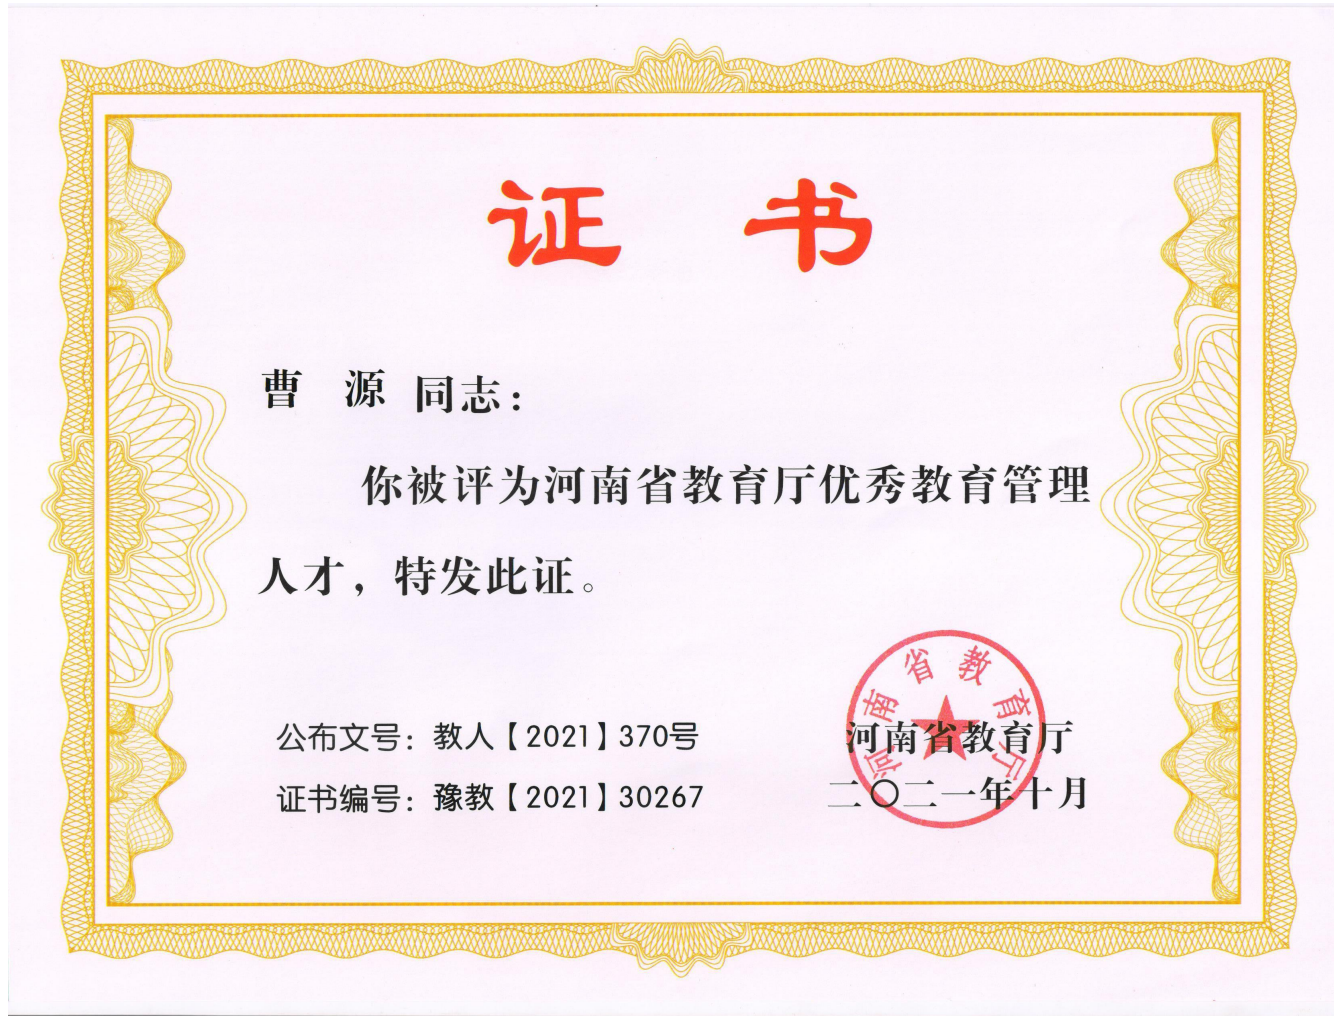 证 书
曹 源 同志：
你被评为河南省教育厅优秀教育管理
人才，特发此证。
公布文号：教人【2021】370号
证书编号：豫教【2021】30267
河南省教育厅
河南省教育厅
二〇二一年十月